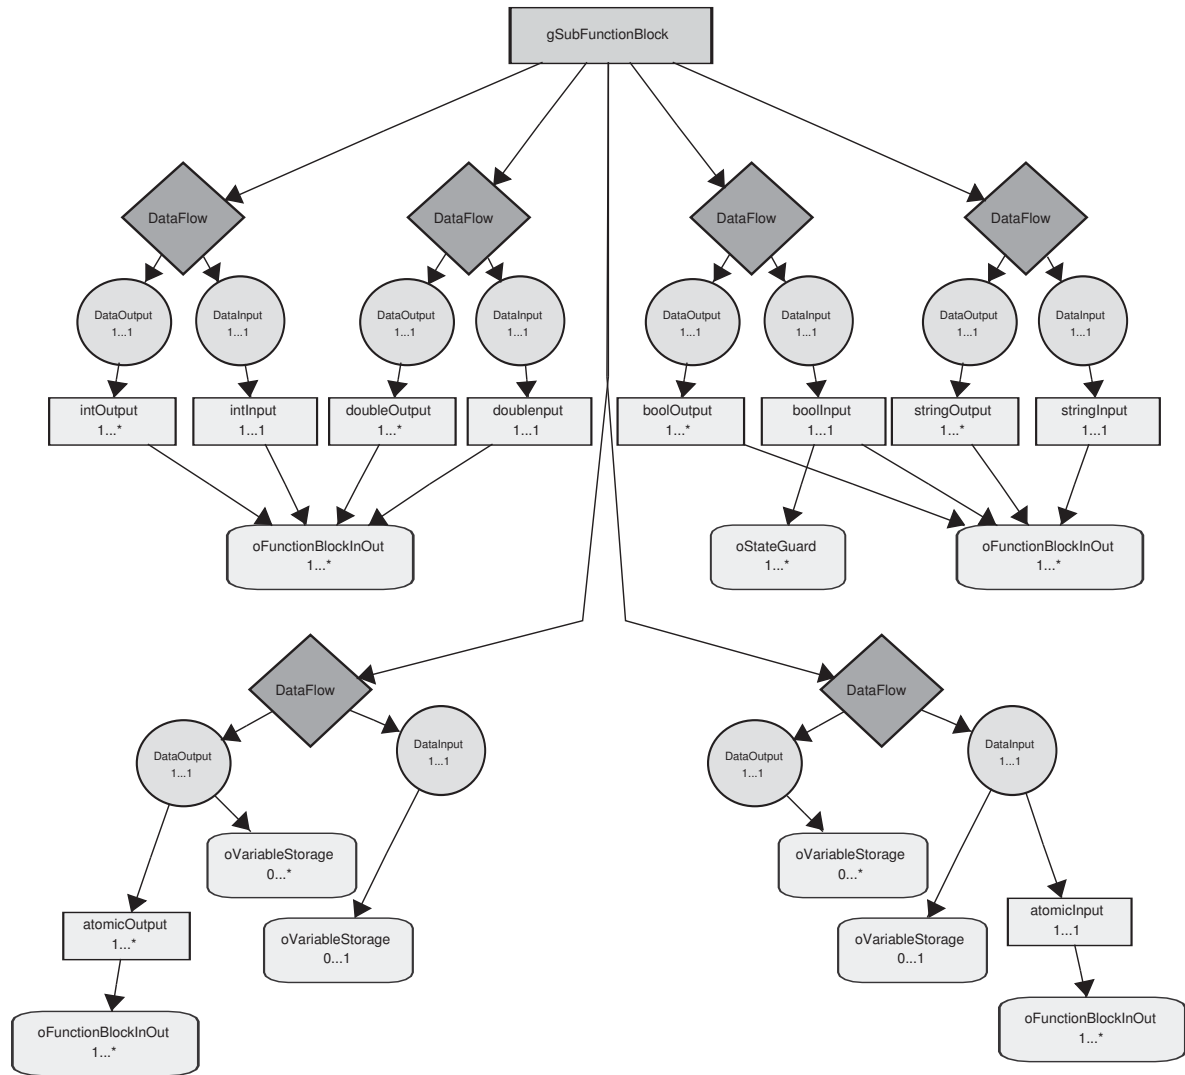 gSubFunctionBlock
DataFlow
DataFlow
DataFlow
DataFlow
DataOutput
1...1
DataInput
1...1
DataOutput
1...1
DataInput
1...1
DataOutput
1...1
DataInput
1...1
DataOutput
1...1
DataInput
1...1
intOutput
1...*
intInput
1...1
doubleOutput
1...*
doublenput
1...1
boolOutput
1...*
boolInput
1...1
stringOutput
1...*
stringInput
1...1
oFunctionBlockInOut
1...*
oStateGuard
1...*
oFunctionBlockInOut
1...*
DataFlow
DataFlow
DataOutput
1...1
DataInput
1...1
DataOutput
1...1
DataInput
1...1
oVariableStorage
0...*
oVariableStorage
0...*
atomicOutput
1...*
oVariableStorage
0...1
oVariableStorage
0...1
atomicInput
1...1
oFunctionBlockInOut
1...*
oFunctionBlockInOut
1...*